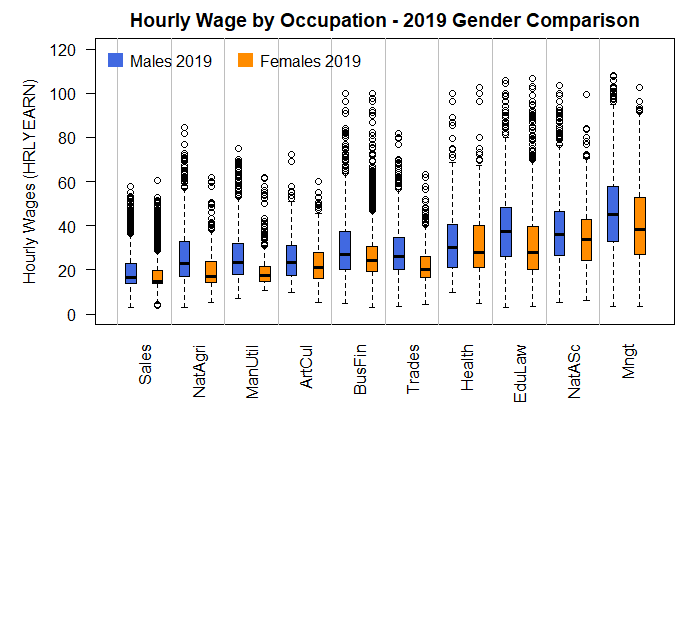 Hourly Wage by Occupation - 2019 Gender Comparison
Males 2019
Females 2019
Hourly Wages (HRLYEARN)
120
100
80
60
40
20
0
Sales
NatAgri
ManUtil
ArtCul
BusFin
Trades
Health
EduLaw
NatASc
Mngt